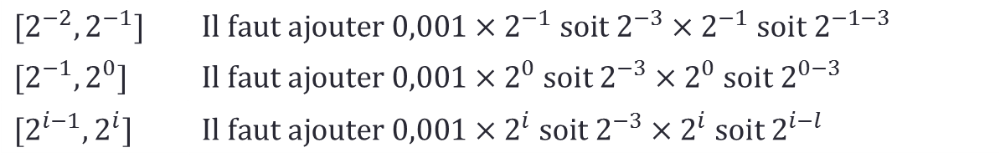 [2⁻², 2⁻¹] Il faut ajouter 0,001 × 2⁻¹ soit 2⁻³ × 2⁻¹ soit 2⁻¹⁻³
[2⁻¹, 2⁰] Il faut ajouter 0,001 × 2⁰ soit 2⁻³ × 2⁰ soit 2⁰⁻³
[2ⁱ⁻¹, 2ⁱ] Il faut ajouter 0,001 × 2ⁱ soit 2⁻³ × 2ⁱ soit 2ⁱ⁻ˡ